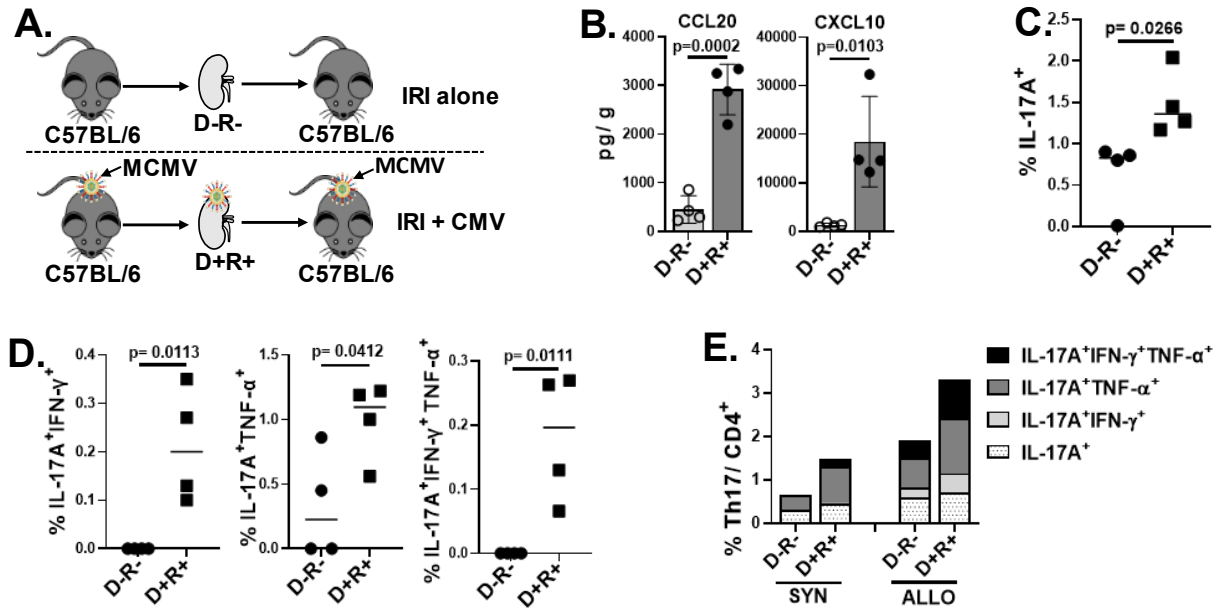 A.
C57BL/6
D-R-
C57BL/6
IRI alone
MCMV
MCMV
C57BL/6
D+R+
C57BL/6
IRI + CMV
B.
CCL20
pg/ g
4000
3000
2000
1000
0
p=0.0002
D-R-
D+R+
CXCL10
40000
30000
20000
10000
0
p=0.0103
D-R-
D+R+
C.
% IL-17A⁺
2.5
2.0
1.5
1.0
0.5
0.0
p= 0.0266
D-R-
D+R+
D.
% IL-17A⁺IFN-γ⁺
0.4
0.3
0.2
0.1
0.0
p= 0.0113
D-R-
D+R+
% IL-17A⁺TNF-α⁺
1.5
1.0
0.5
0.0
p= 0.0412
D-R-
D+R+
% IL-17A⁺IFN-γ⁺ TNF-α⁺
0.3
0.2
0.1
0.0
p= 0.0111
D-R-
D+R+
E.
% Th17/ CD4⁺
4
3
2
1
0
D-R-
D+R+
SYN
D-R-
D+R+
ALLO
IL-17A⁺IFN-γ⁺TNF-α⁺
IL-17A⁺TNF-α⁺
IL-17A⁺IFN-γ⁺
IL-17A⁺